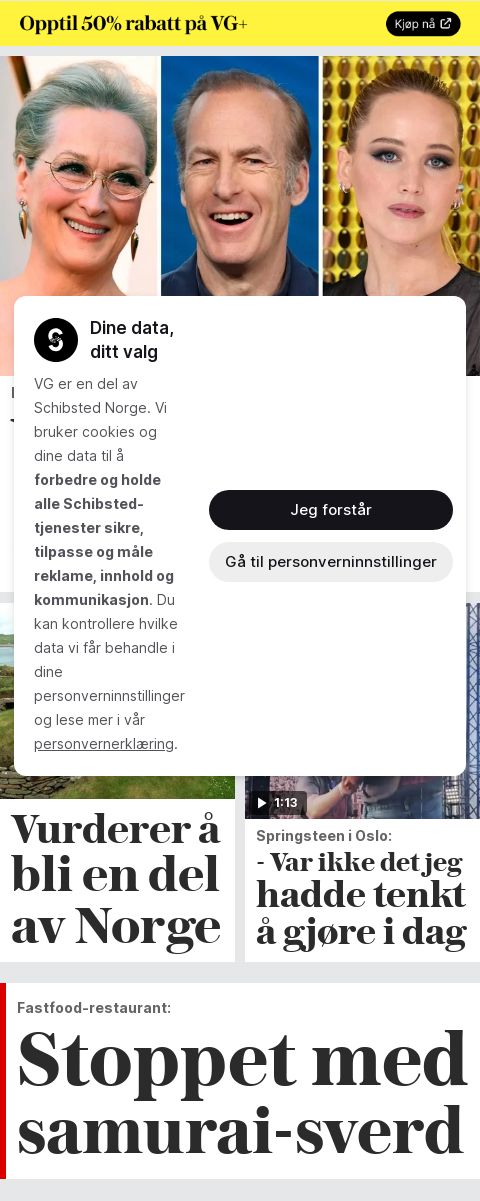 Opptil 50% rabatt på VG+
Kjøp nå
Dine data,
ditt valg
VG er en del av
Schibsted Norge. Vi
bruker cookies og
dine data til å
forbedre og holde
alle Schibsted-
tjenester sikre,
tilpasse og måle
reklame, innhold og
kommunikasjon. Du
kan kontrollere hvilke
data vi får behandle i
dine
personverninnstillinger
og lese mer i vår
personvernerklæring.
Jeg forstår
Gå til personverninnstillinger
Vurderer å
bli en del
av Norge
1:13
Springsteen i Oslo:
- Var ikke det jeg
hadde tenkt
å gjøre i dag
Fastfood-restaurant:
Stoppet med
samurai-sverd